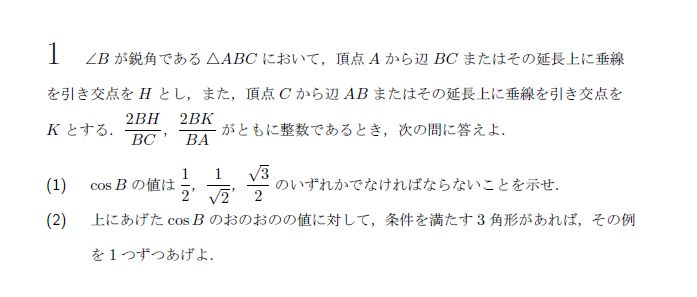 1 ∠B が鋭角である △ABC において，頂点 A から辺 BC またはその延長上に垂線
を引き交点を H とし，また，頂点 C から辺 AB またはその延長上に垂線を引き交点を
K とする．$\frac{2BH}{BC}$，$\frac{2BK}{BA}$ がともに整数であるとき，次の問に答えよ．
(1) cos B の値は $\frac{1}{2}$，$\frac{1}{\sqrt{2}}$，$\frac{\sqrt{3}}{2}$ のいずれかでなければならないことを示せ．
(2) 上にあげた cos B のおのおのの値に対して，条件を満たす 3 角形があれば，その例
を 1 つずつあげよ．